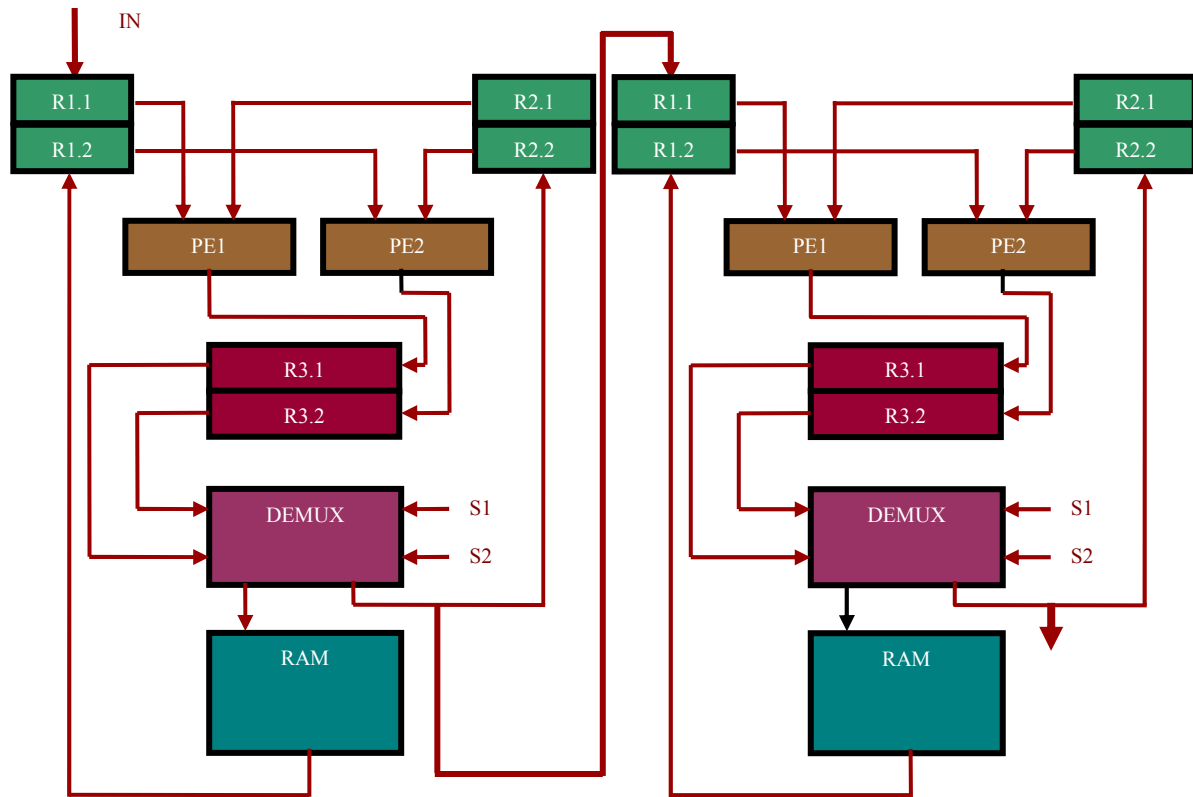 IN
R1.1
R1.2
R2.1
R2.2
PE1
PE2
R3.1
R3.2
DEMUX
S1
S2
RAM
R1.1
R1.2
R2.1
R2.2
PE1
PE2
R3.1
R3.2
DEMUX
S1
S2
RAM